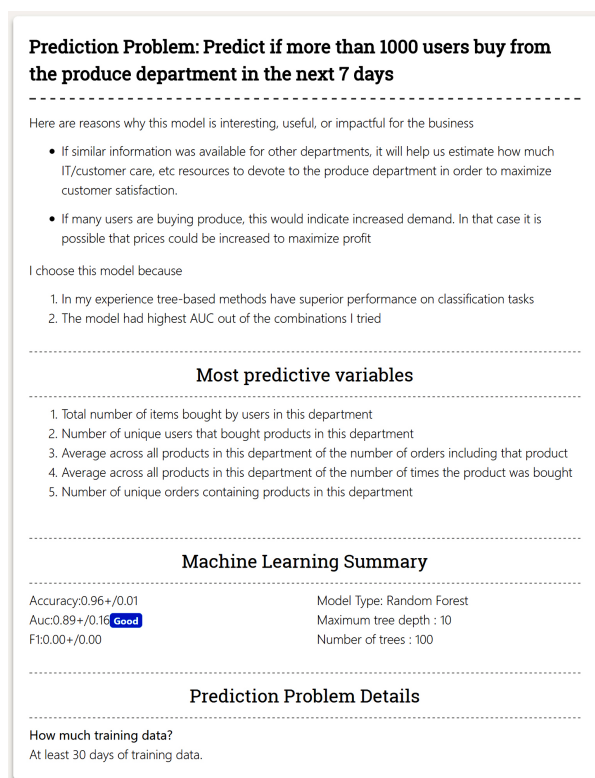 Prediction Problem: Predict if more than 1000 users buy from
the produce department in the next 7 days
Here are reasons why this model is interesting, useful, or impactful for the business
● If similar information was available for other departments, it will help us estimate how much
IT/customer care, etc resources to devote to the produce department in order to maximize
customer satisfaction.
● If many users are buying produce, this would indicate increased demand. In that case it is
possible that prices could be increased to maximize profit
I choose this model because
1. In my experience tree-based methods have superior performance on classification tasks
2. The model had highest AUC out of the combinations I tried
Most predictive variables
1. Total number of items bought by users in this department
2. Number of unique users that bought products in this department
3. Average across all products in this department of the number of orders including that product
4. Average across all products in this department of the number of times the product was bought
5. Number of unique orders containing products in this department
Machine Learning Summary
Accuracy:0.96+/0.01
Auc:0.89+/0.16 Good
F1:0.00+/0.00
Model Type: Random Forest
Maximum tree depth : 10
Number of trees : 100
Prediction Problem Details
How much training data?
At least 30 days of training data.